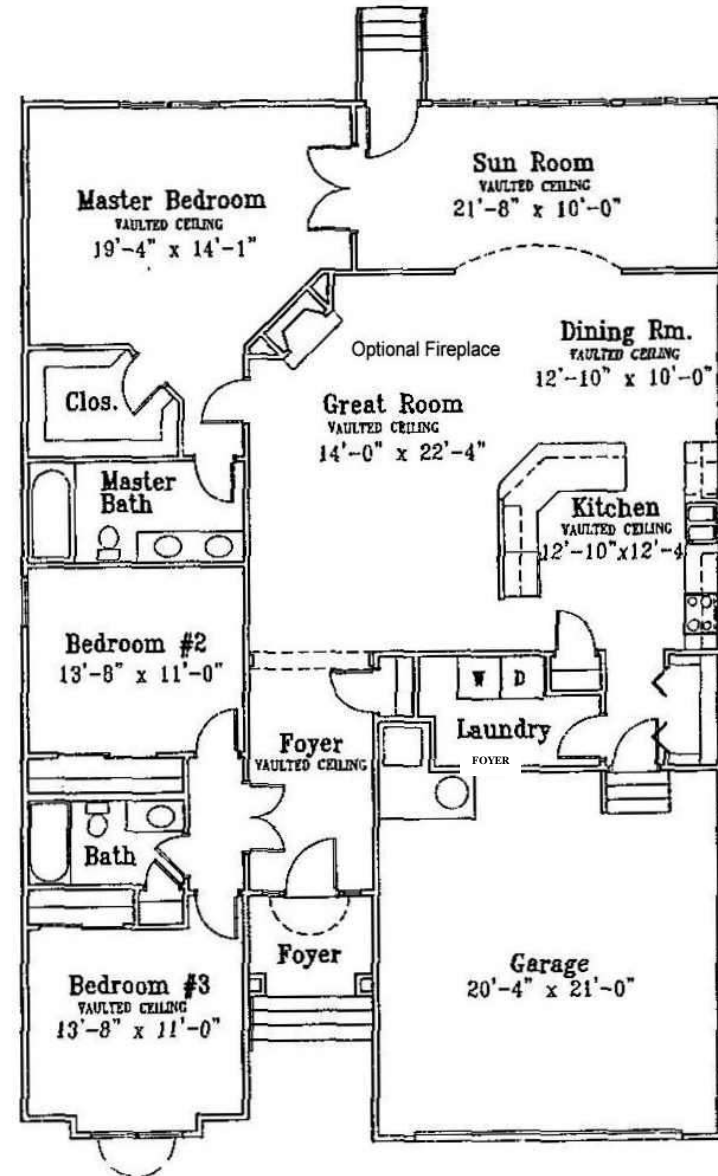 Master Bedroom
VAULTED CEILING
19'-4" x 14'-1"
Sun Room
VAULTED CEILING
21'-8" x 10'-0"
Optional Fireplace
Dining Rm.
VAULTED CEILING
12'-10" x 10'-0"
Clos.
Great Room
VAULTED CEILING
14'-0" x 22'-4"
Master
Bath
Kitchen
VAULTED CEILING
12'-10"x12'-4
Bedroom #2
13'-8" x 11'-0"
W D
Foyer
VAULTED CEILING
Laundry
FOYER
Bath
Foyer
Bedroom #3
VAULTED CEILING
13'-8" x 11'-0"
Garage
20'-4" x 21'-0"